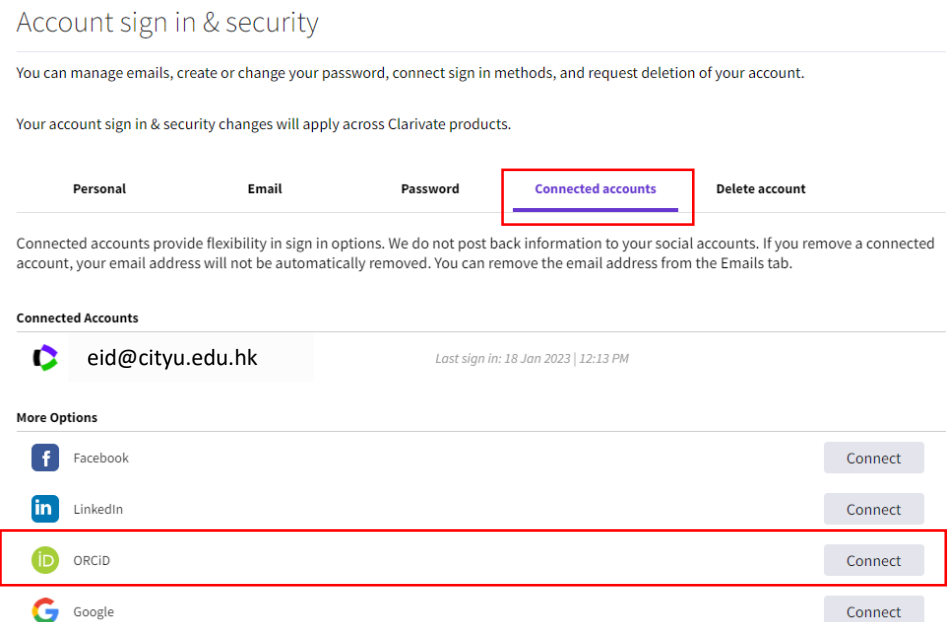 Account sign in & security
You can manage emails, create or change your password, connect sign in methods, and request deletion of your account.
Your account sign in & security changes will apply across Clarivate products.
Personal Email Password Connected accounts Delete account
Connected accounts provide flexibility in sign in options. We do not post back information to your social accounts. If you remove a connected
account, your email address will not be automatically removed. You can remove the email address from the Emails tab.
Connected Accounts
eid@cityu.edu.hk Last sign in: 18 Jan 2023 | 12:13 PM
More Options
f Facebook Connect
in LinkedIn Connect
iD ORCiD Connect
G Google Connect